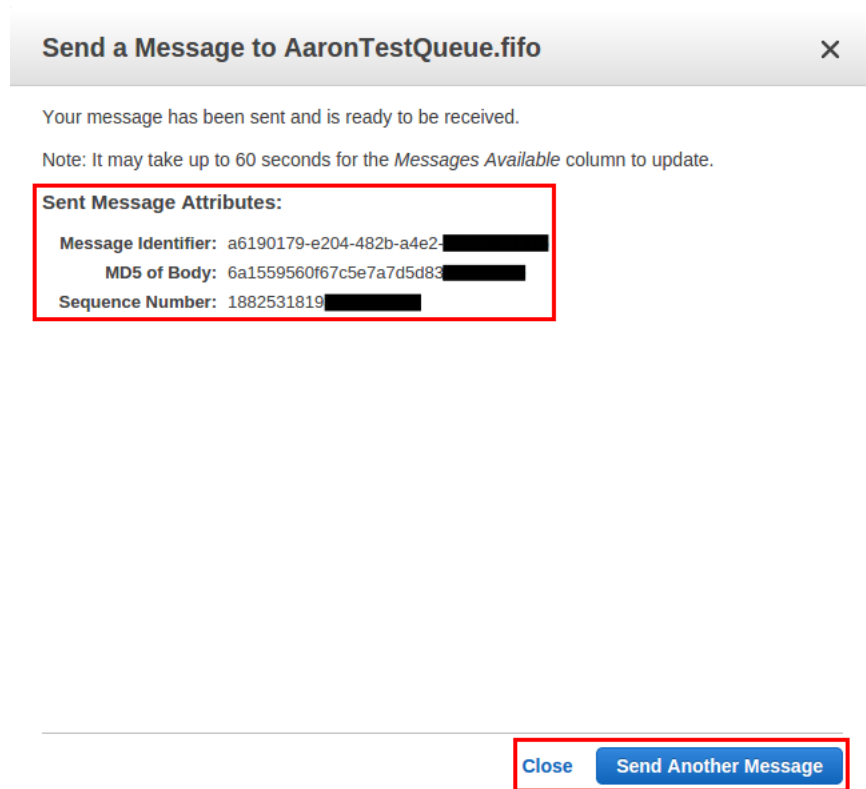 Send a Message to AaronTestQueue.fifo
Your message has been sent and is ready to be received.
Note: It may take up to 60 seconds for the Messages Available column to update.
Sent Message Attributes:
Message Identifier: a6190179-e204-482b-a4e2-
MD5 of Body: 6a1559560f67c5e7a7d5d83
Sequence Number: 1882531819
Close Send Another Message